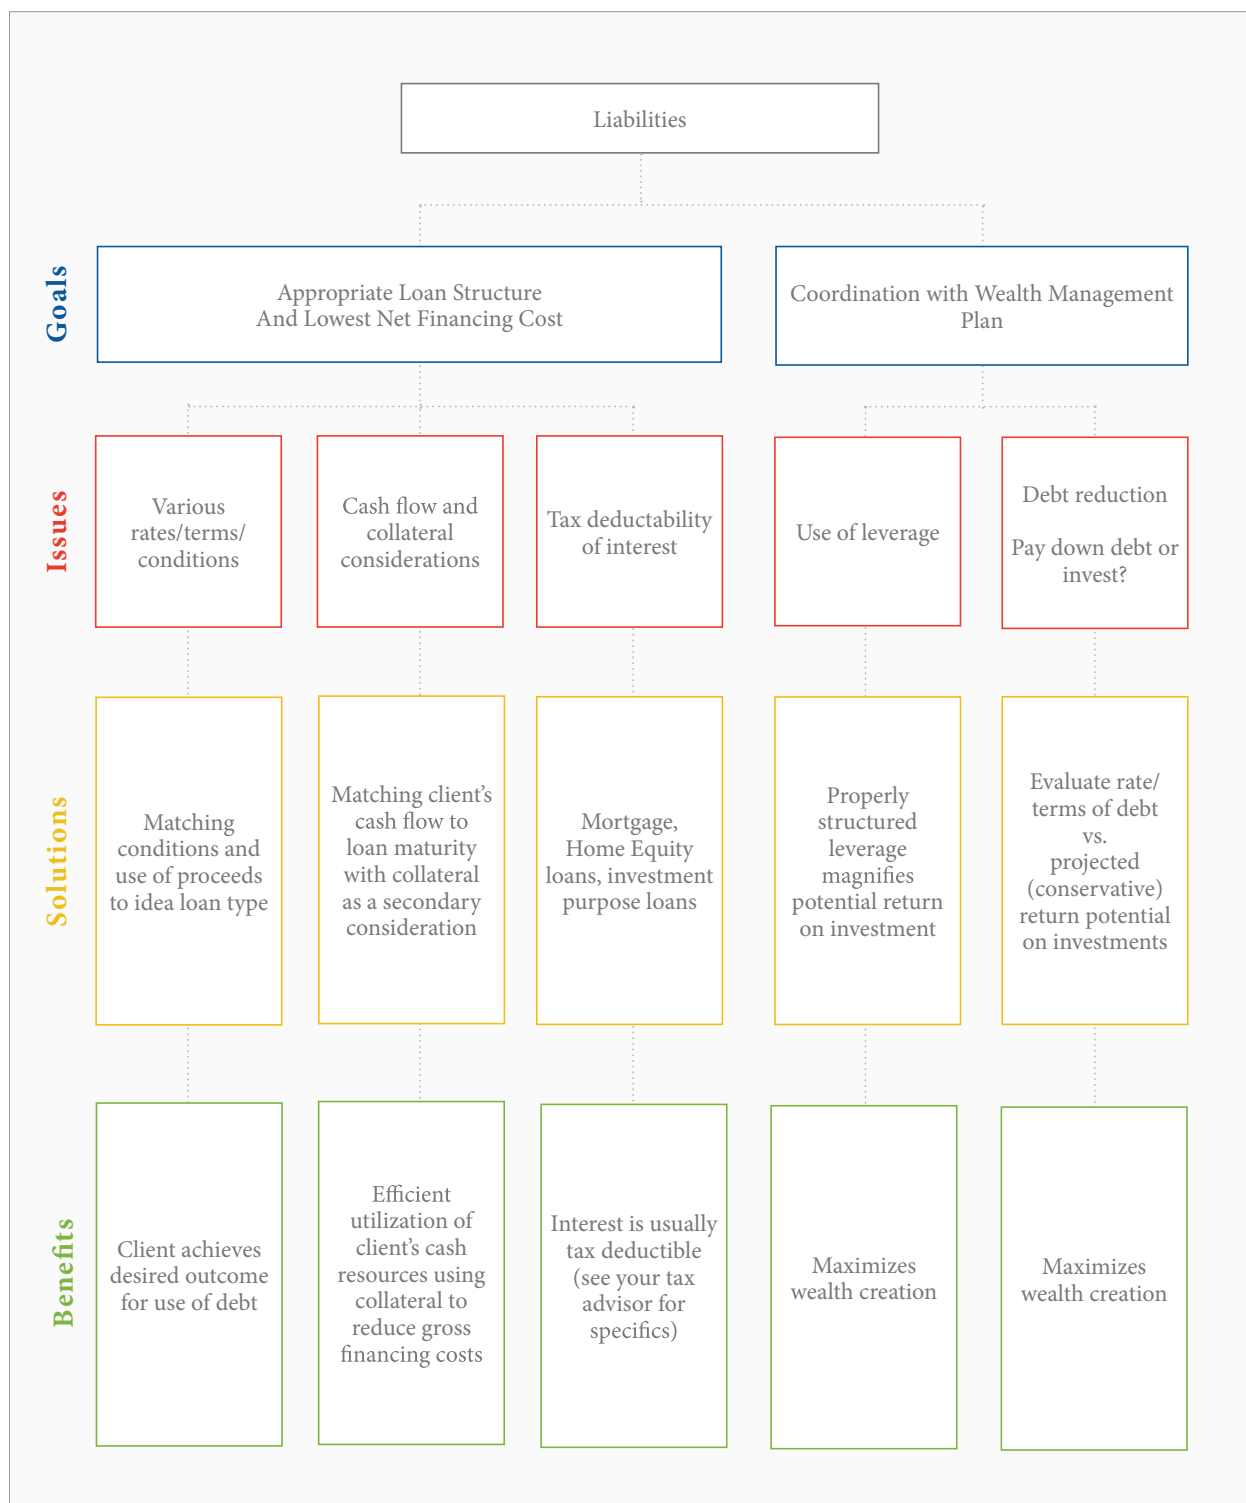 Liabilities
Goals
Appropriate Loan Structure
And Lowest Net Financing Cost
Coordination with Wealth Management
Plan
Issues
Various
rates/terms/
conditions
Cash flow and
collateral
considerations
Tax deductability
of interest
Use of leverage
Debt reduction
Pay down debt or
invest?
Solutions
Matching
conditions and
use of proceeds
to idea loan type
Matching client’s
cash flow to
loan maturity
with collateral
as a secondary
consideration
Mortgage,
Home Equity
loans, investment
purpose loans
Properly
structured
leverage
magnifies
potential return
on investment
Evaluate rate/
terms of debt
vs.
projected
(conservative)
return potential
on investments
Benefits
Client achieves
desired outcome
for use of debt
Efficient
utilization of
client’s cash
resources using
collateral to
reduce gross
financing costs
Interest is usually
tax deductible
(see your tax
advisor for
specifics)
Maximizes
wealth creation
Maximizes
wealth creation